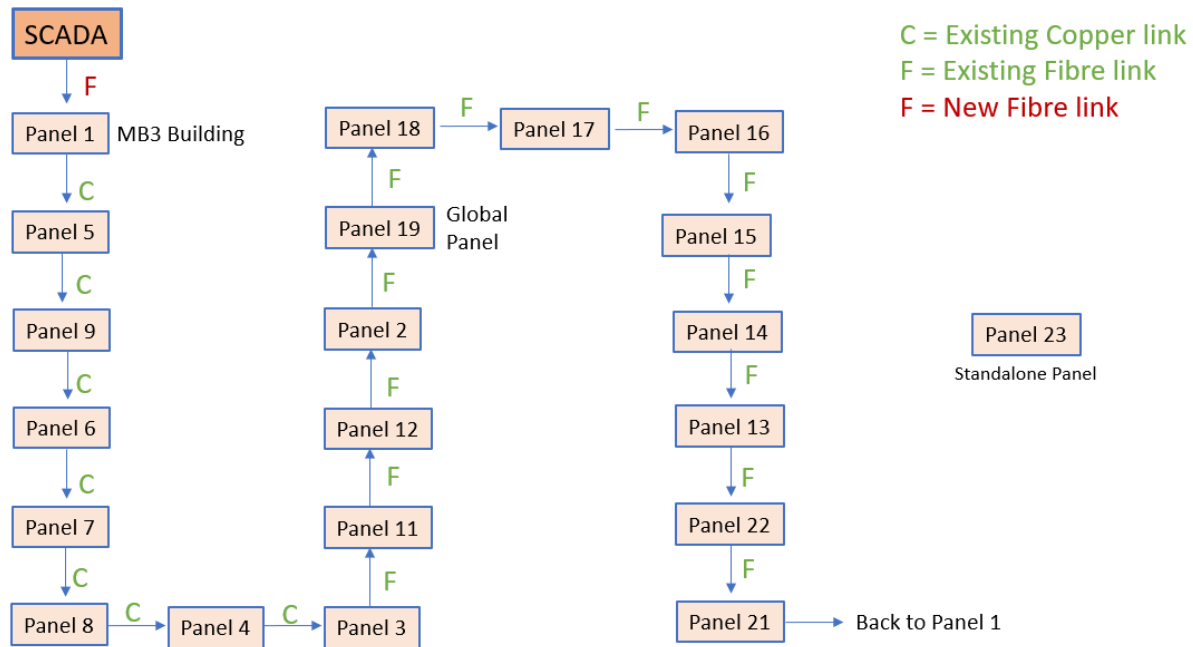 SCADA
F
Panel 1
MB3 Building
C
Panel 5
C
Panel 9
C
Panel 6
C
Panel 7
C
Panel 8
C
Panel 4
C
Panel 3
F
Panel 11
F
Panel 12
F
Panel 2
F
Panel 19
Global
Panel
F
Panel 18
F
Panel 17
F
Panel 16
F
Panel 15
F
Panel 14
F
Panel 13
F
Panel 22
F
Panel 21
Back to Panel 1
C = Existing Copper link
F = Existing Fibre link
F = New Fibre link
Panel 23
Standalone Panel